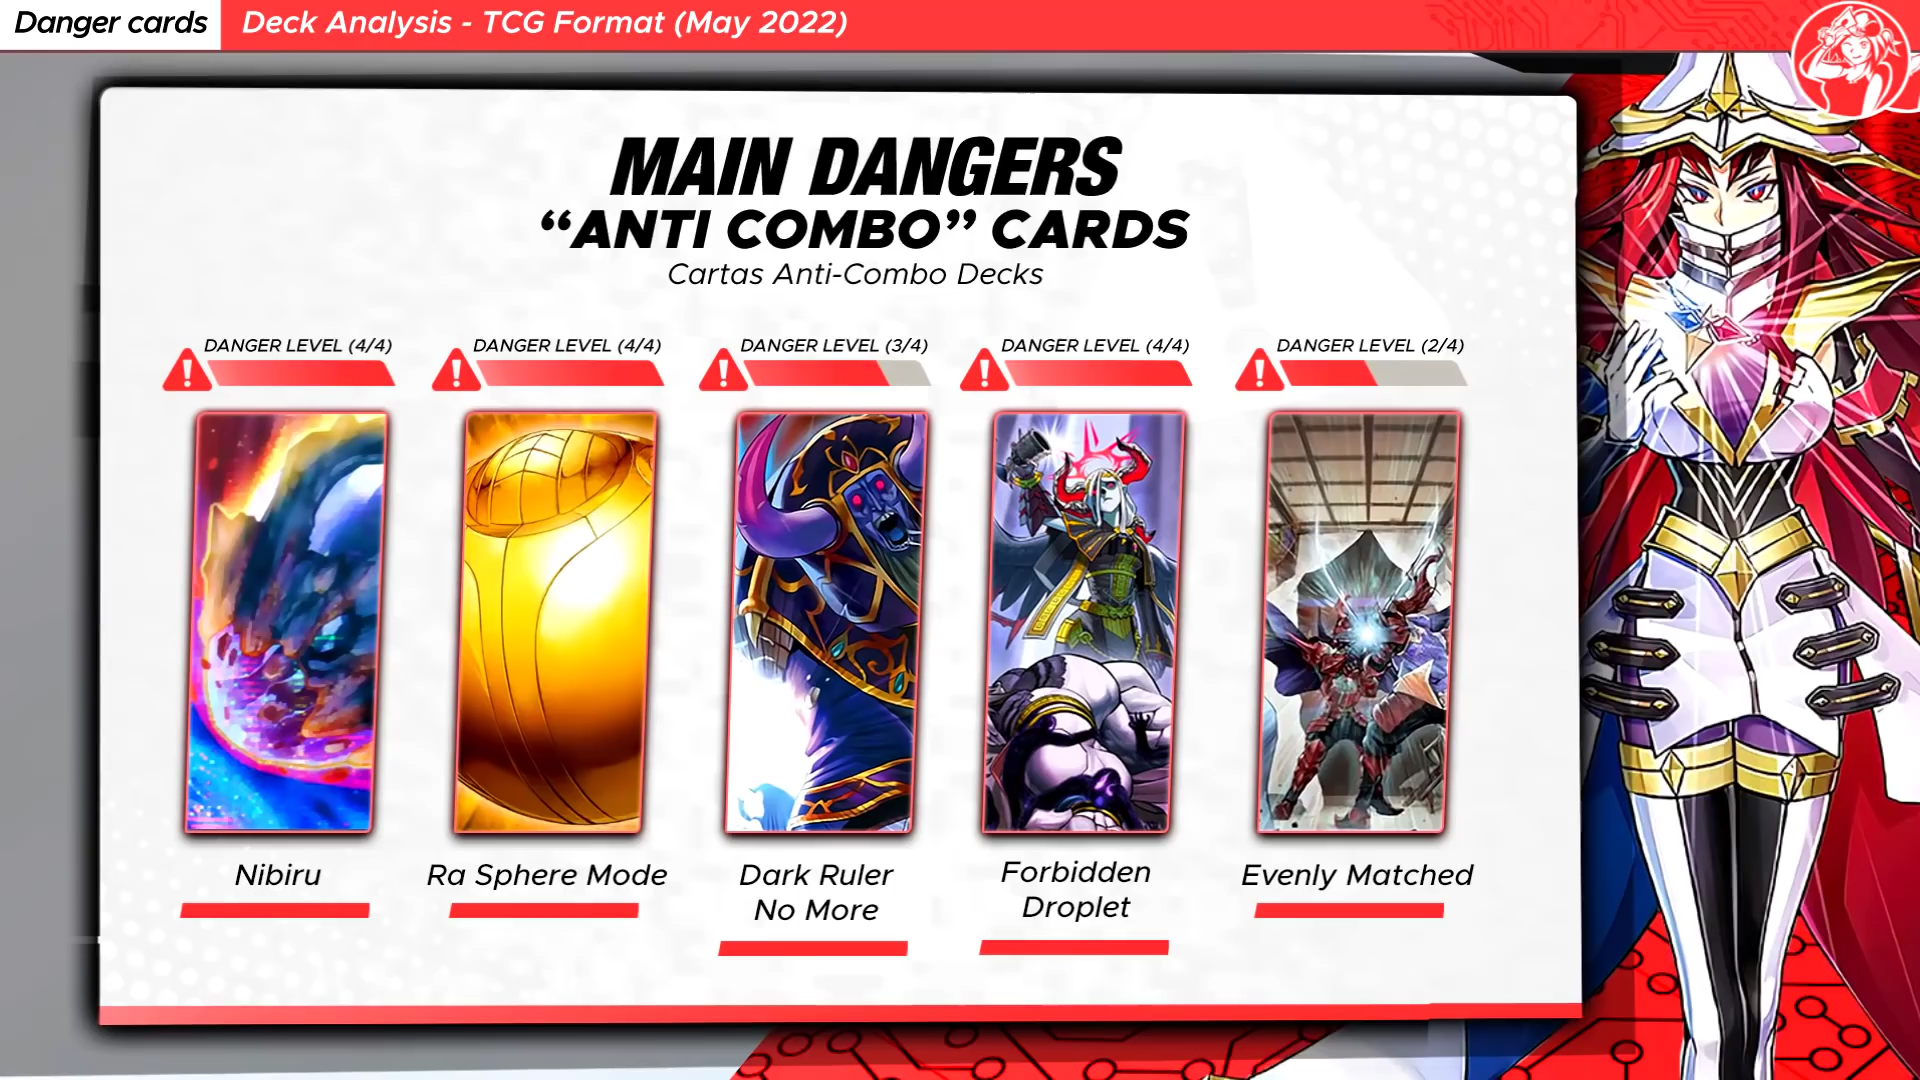 Danger cards
Deck Analysis - TCG Format (May 2022)
MAIN DANGERS
“ANTI COMBO” CARDS
Cartas Anti-Combo Decks
DANGER LEVEL (4/4)
DANGER LEVEL (4/4)
DANGER LEVEL (3/4)
DANGER LEVEL (4/4)
DANGER LEVEL (2/4)
Nibiru
Ra Sphere Mode
Dark Ruler
No More
Forbidden
Droplet
Evenly Matched